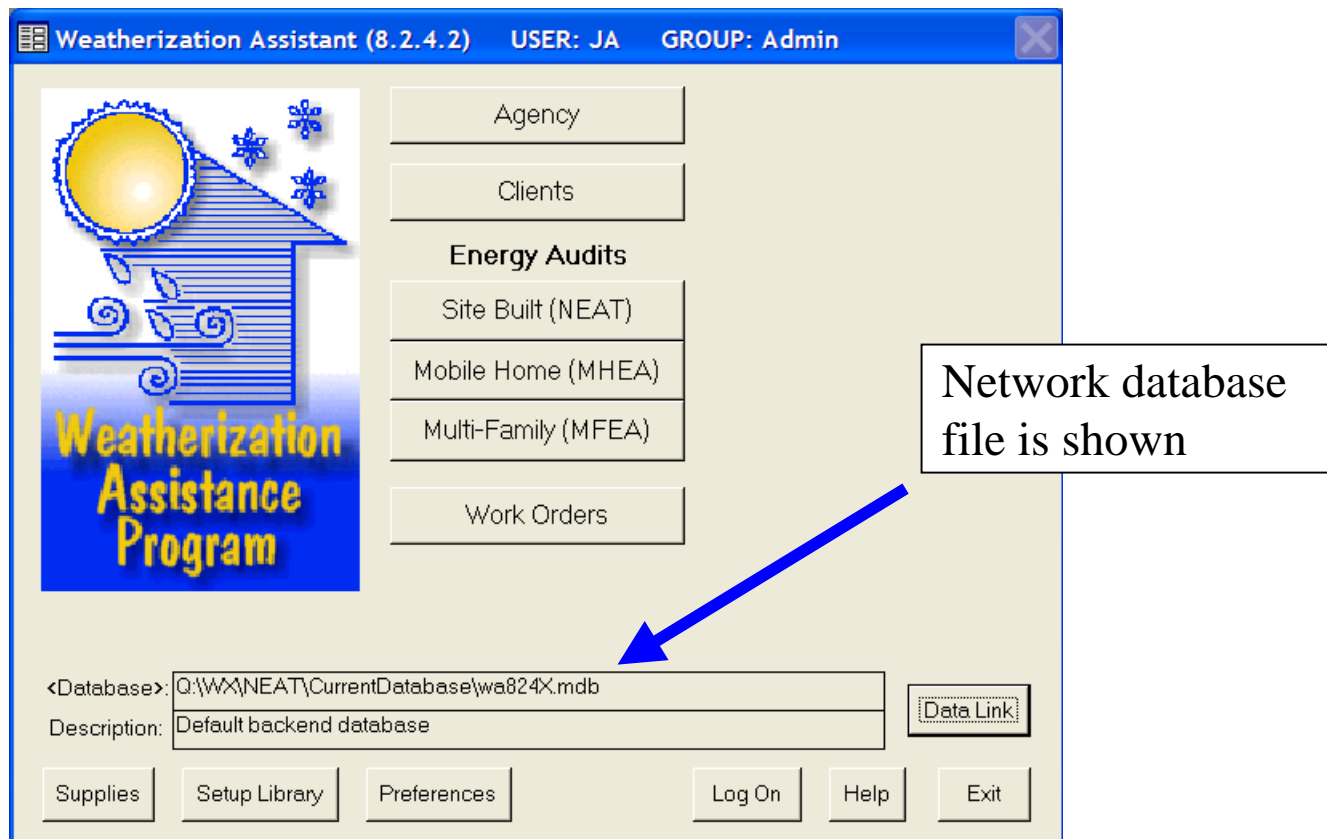 Weatherization Assistant (8.2.4.2) USER: JA GROUP: Admin
Agency
Clients
Energy Audits
Site Built (NEAT)
Mobile Home (MHEA)
Multi-Family (MFEA)
Work Orders
Weatherization
Assistance
Program
Network database
file is shown
<Database>: Q:\WX\NEAT\CurrentDatabase\wa824X.mdb
Description: Default backend database
Data Link
Supplies Setup Library Preferences Log On Help Exit